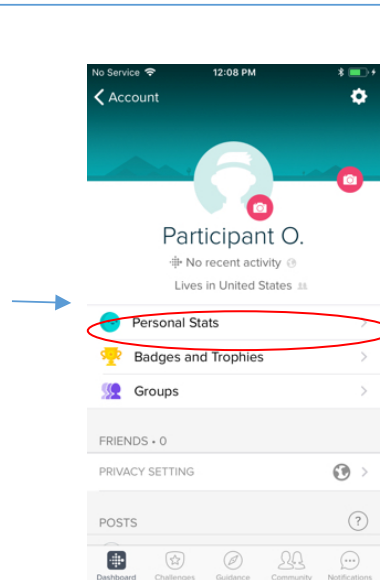 No Service 12:08 PM
Account
Participant O.
No recent activity
Lives in United States
Personal Stats
Badges and Trophies
Groups
FRIENDS • 0
PRIVACY SETTING
POSTS
?
Dashboard Challenges Guidance Community Notifications